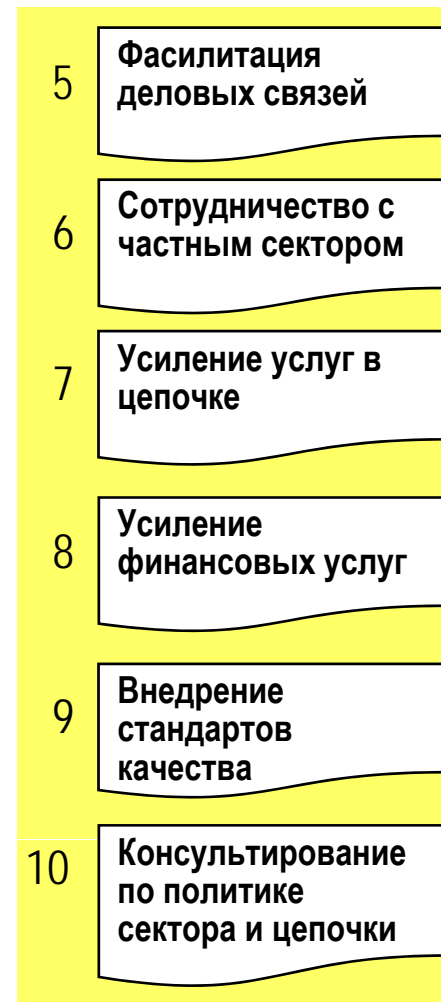 5
Фасилитация
деловых связей
6
Сотрудничество с
частным сектором
7
Усиление услуг в
цепочке
8
Усиление
финансовых услуг
9
Внедрение
стандартов
качества
10
Консультирование
по политике
сектора и цепочки